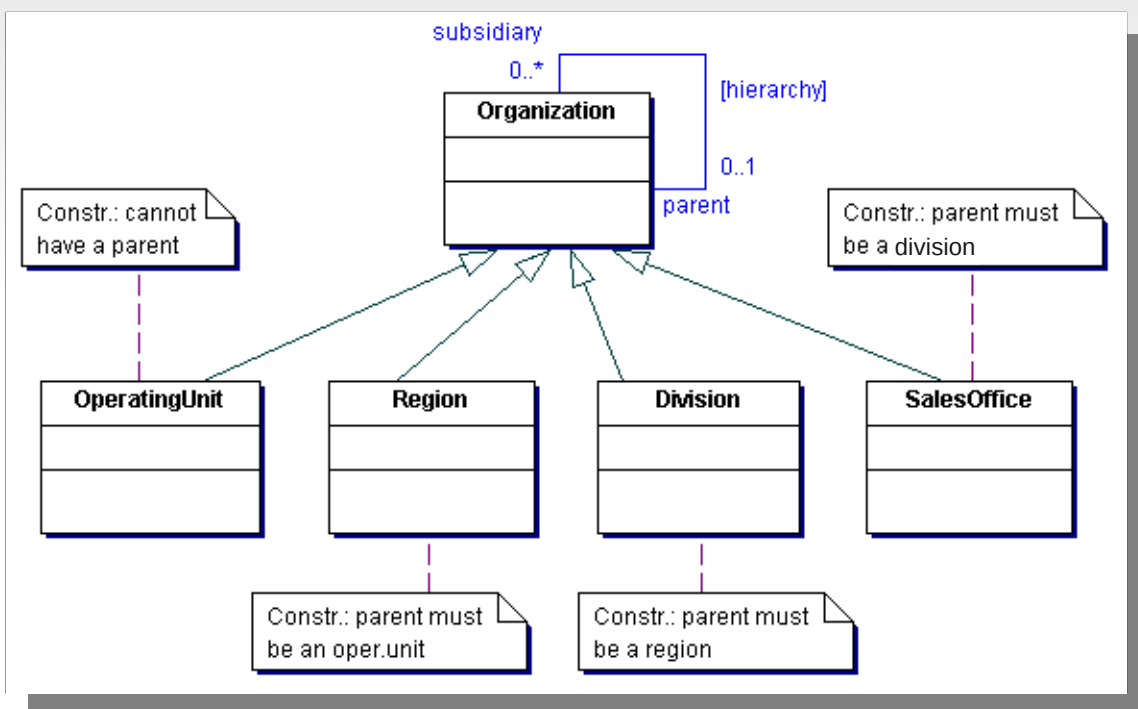 subsidiary
0..*
[hierarchy]
Organization
0..1
parent
Constr.: cannot
have a parent
Constr.: parent must
be a division
OperatingUnit
Region
Division
SalesOffice
Constr.: parent must
be an oper.unit
Constr.: parent must
be a region